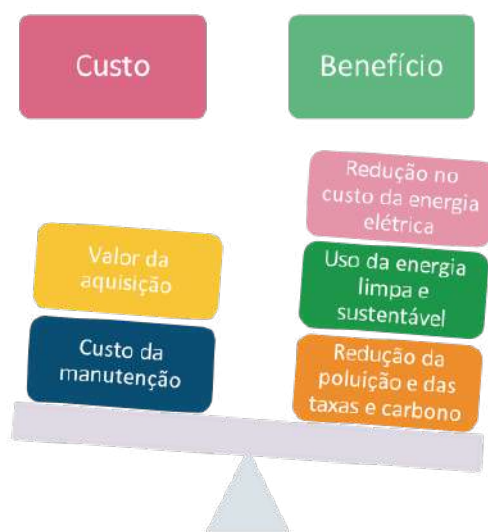 Custo
Benefício
Redução no
custo da energia
elétrica
Valor da
aquisição
Uso da energia
limpa e
sustentável
Custo da
manutenção
Redução da
poluição e das
taxas e carbono